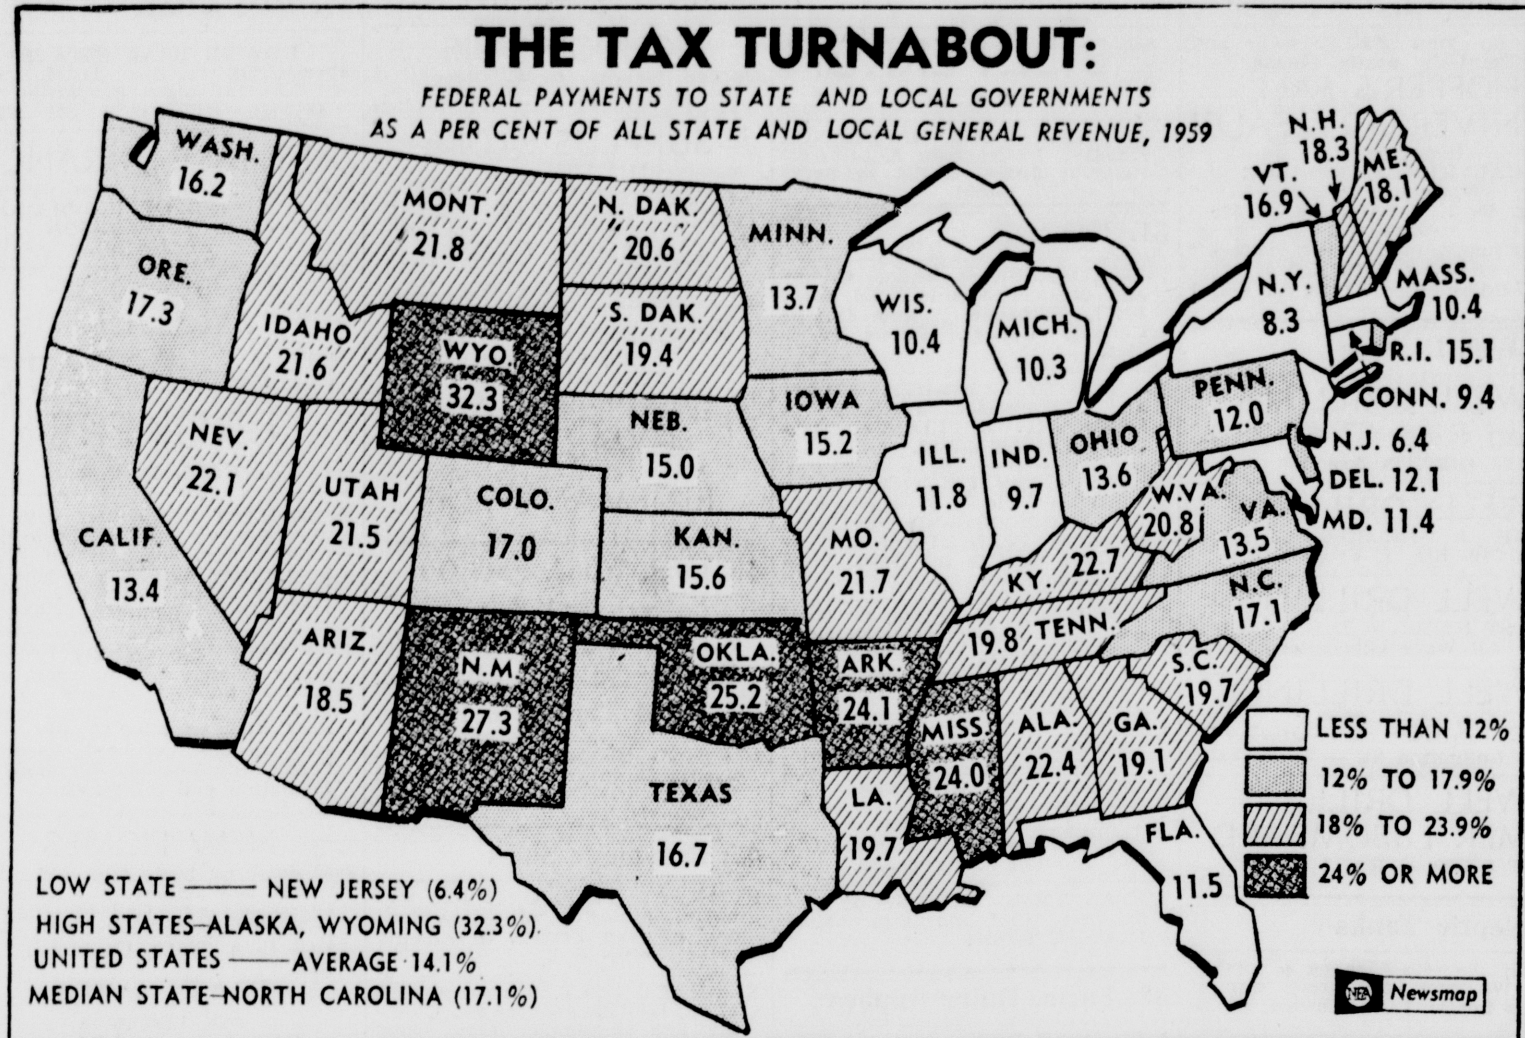 THE TAX TURNABOUT:
FEDERAL PAYMENTS TO STATE AND LOCAL GOVERNMENTS
AS A PER CENT OF ALL STATE AND LOCAL GENERAL REVENUE, 1959
WASH.
16.2
ORE.
17.3
CALIF.
13.4
IDAHO
21.6
NEV.
22.1
MONT.
21.8
WYO.
32.3
UTAH
21.5
ARIZ.
18.5
COLO.
17.0
N.M.
27.3
N. DAK.
20.6
S. DAK.
19.4
NEB.
15.0
KAN.
15.6
OKLA.
25.2
TEXAS
16.7
MINN.
13.7
IOWA
15.2
MO.
21.7
ARK.
24.1
LA.
19.7
WIS.
10.4
MICH.
10.3
ILL.
11.8
IND.
9.7
OHIO
13.6
KY. 22.7
19.8 TENN.
MISS.
24.0
ALA.
22.4
GA.
19.1
FLA.
11.5
S.C.
19.7
N.C.
17.1
VA.
13.5
W.VA.
20.8
PENN.
12.0
N.Y.
8.3
VT.
16.9
N.H.
18.3
ME.
18.1
MASS.
10.4
R.I. 15.1
CONN. 9.4
N.J. 6.4
DEL. 12.1
MD. 11.4
LESS THAN 12%
12% TO 17.9%
18% TO 23.9%
24% OR MORE
LOW STATE — NEW JERSEY (6.4%)
HIGH STATES—ALASKA, WYOMING (32.3%).
UNITED STATES — AVERAGE 14.1%
MEDIAN STATE—NORTH CAROLINA (17.1%)
NEA Newsmap